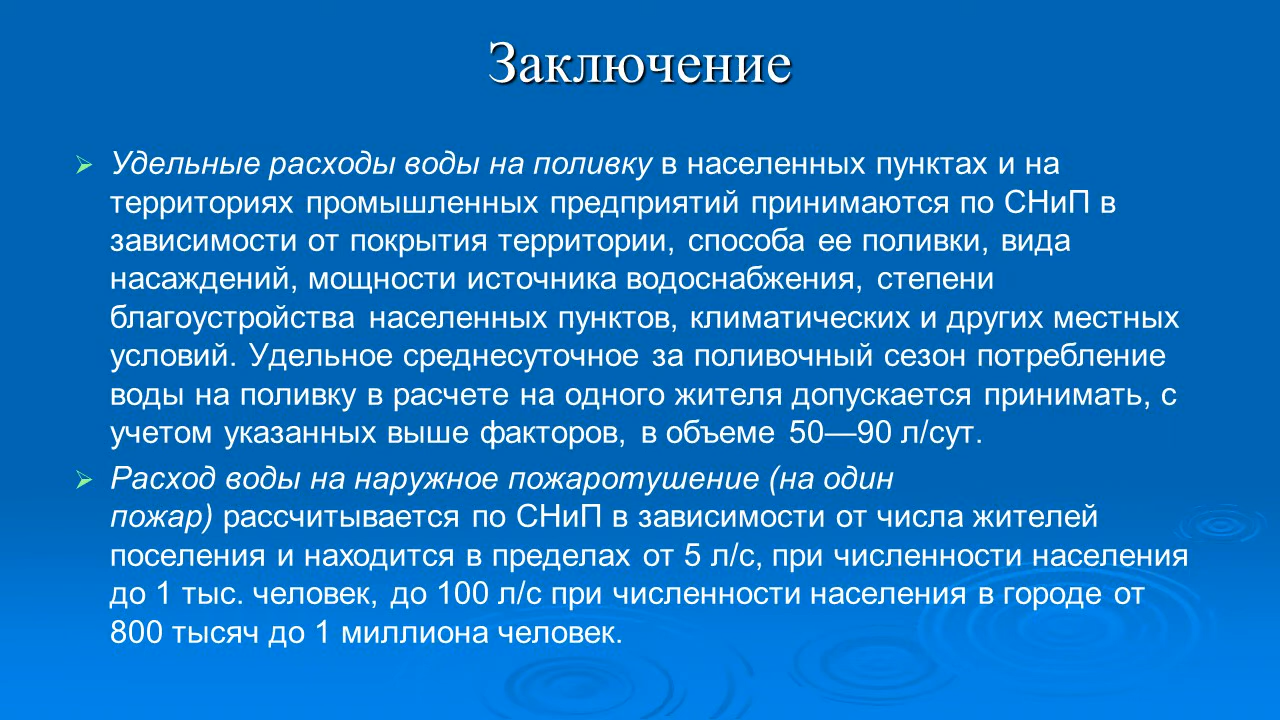 Заключение
Удельные расходы воды на поливку в населенных пунктах и на
территориях промышленных предприятий принимаются по СНиП в
зависимости от покрытия территории, способа ее поливки, вида
насаждений, мощности источника водоснабжения, степени
благоустройства населенных пунктов, климатических и других местных
условий. Удельное среднесуточное за поливочный сезон потребление
воды на поливку в расчете на одного жителя допускается принимать, с
учетом указанных выше факторов, в объеме 50—90 л/сут.
Расход воды на наружное пожаротушение (на один
пожар) рассчитывается по СНиП в зависимости от числа жителей
поселения и находится в пределах от 5 л/с, при численности населения
до 1 тыс. человек, до 100 л/с при численности населения в городе от
800 тысяч до 1 миллиона человек.